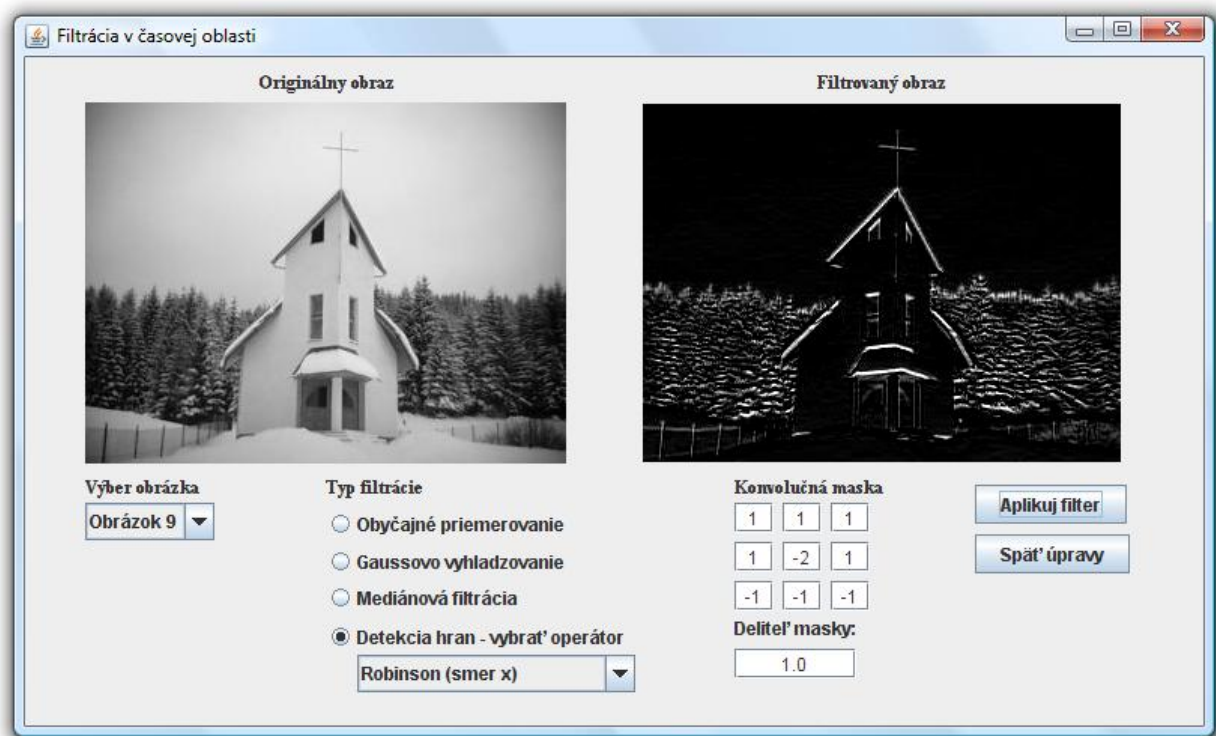 Filtrácia v časovej oblasti
Originálny obraz
Filtrovaný obraz
Výber obrázka
Obrázok 9
Typ filtrácie
Obyčajné priemerovanie
Gaussovo vyhladzovanie
Mediánová filtrácia
Detekcia hran - vybrať operátor
Robinson (smer x)
Konvolučná maska
1 1 1
1 -2 1
-1 -1 -1
Deliteľ masky:
1.0
Aplikuj filter
Späť úpravy